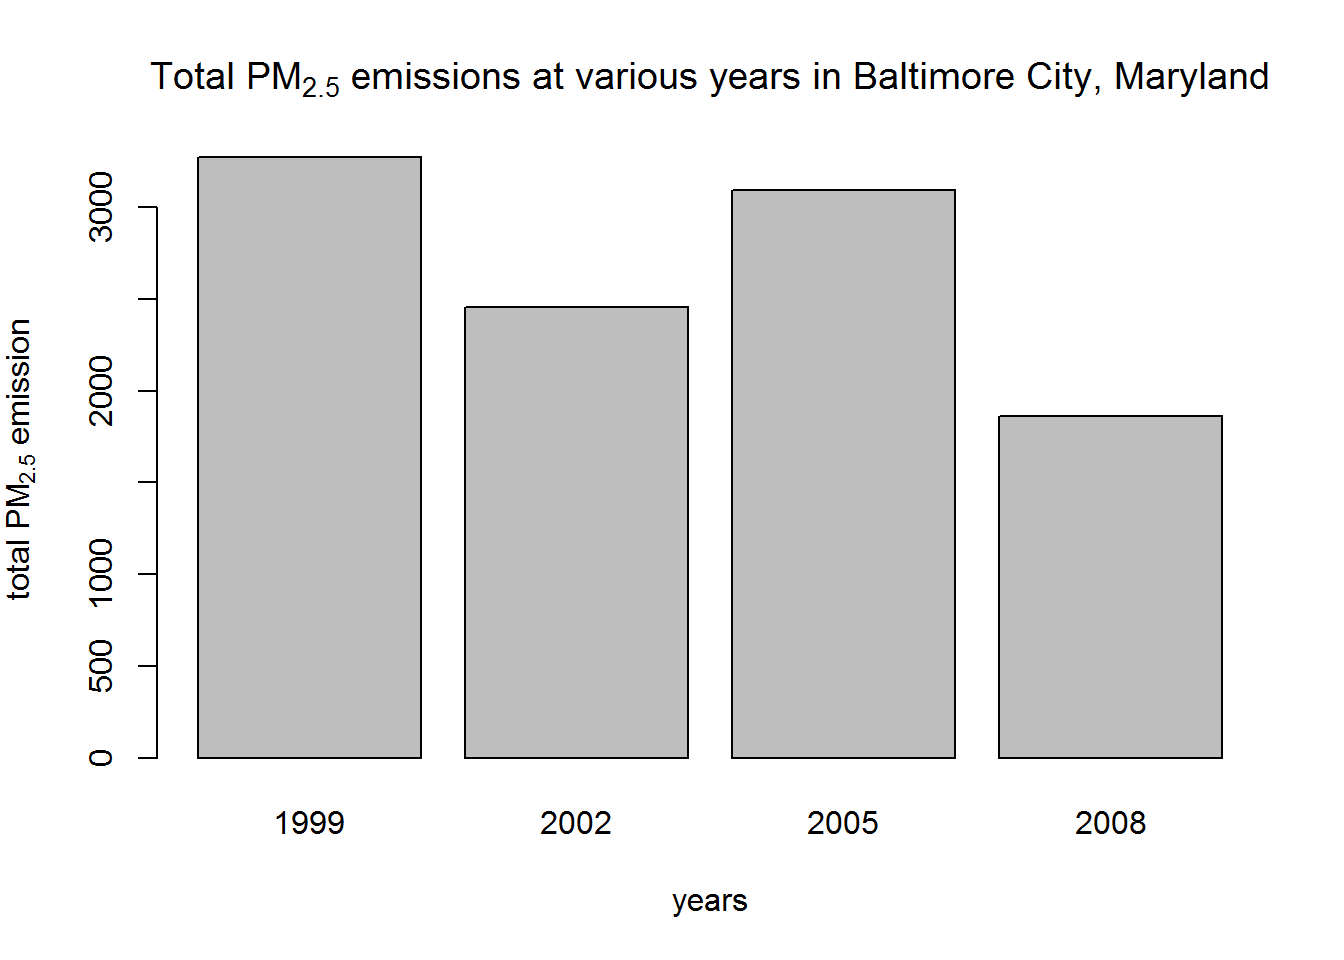 Total PM2.5 emissions at various years in Baltimore City, Maryland
total PM2.5 emission
3000
2000
1000
500
0
1999 2002 2005 2008
years